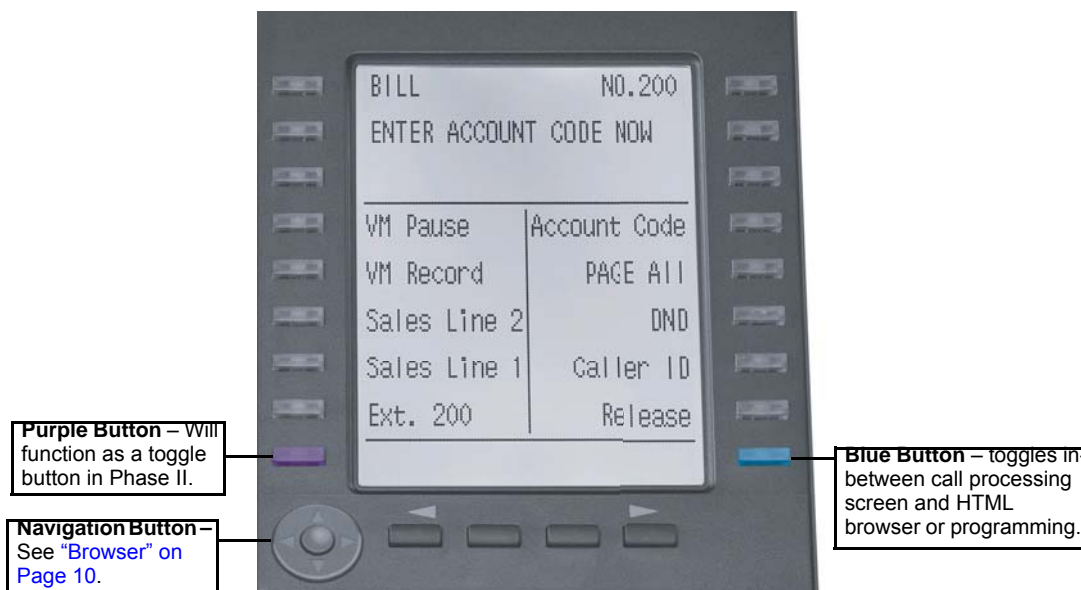 BILL NO.200
ENTER ACCOUNT CODE NOW
VM Pause Account Code
VM Record PAGE All
Sales Line 2 DND
Sales Line 1 Caller ID
Ext. 200 Release
Purple Button – Will
function as a toggle
button in Phase II.
Navigation Button –
See “Browser” on
Page 10.
Blue Button – toggles in-
between call processing
screen and HTML
browser or programming.